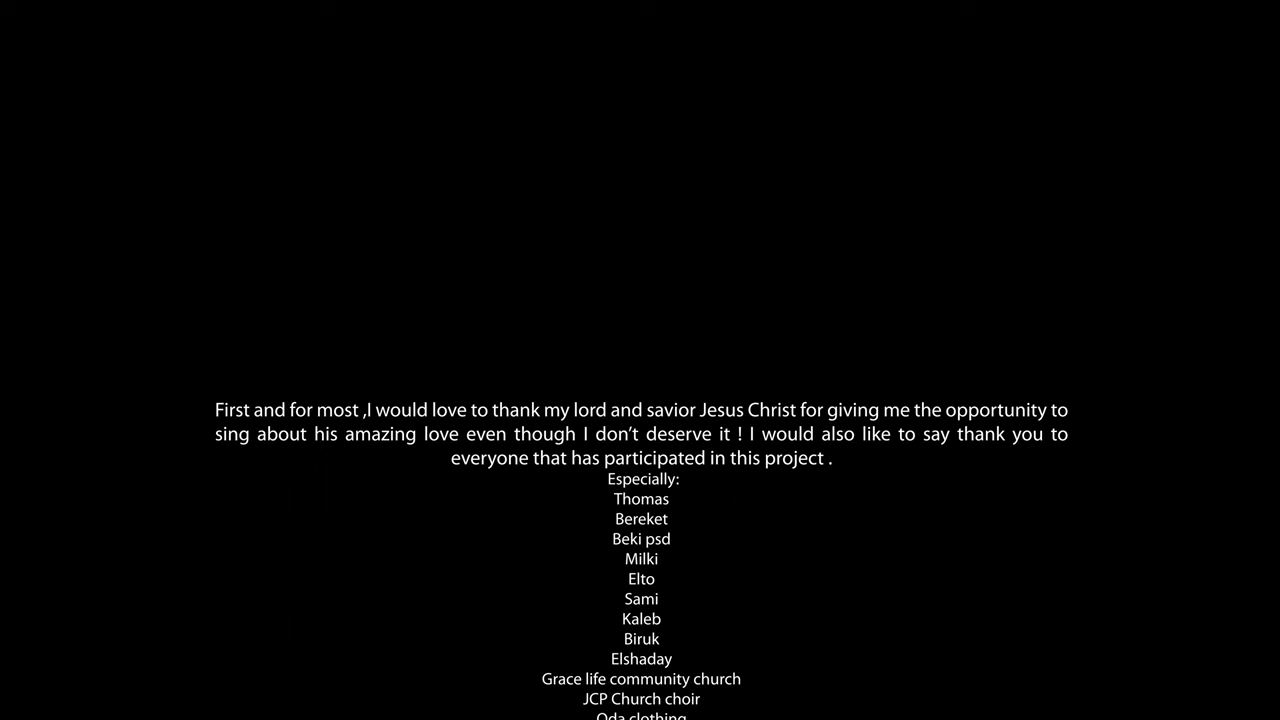 First and for most ,I would love to thank my lord and savior Jesus Christ for giving me the opportunity to
sing about his amazing love even though I don't deserve it ! I would also like to say thank you to
everyone that has participated in this project .
Especially:
Thomas
Bereket
Beki psd
Milki
Elto
Sami
Kaleb
Biruk
Elshaday
Grace life community church
JCP Church choir
Oda clothing